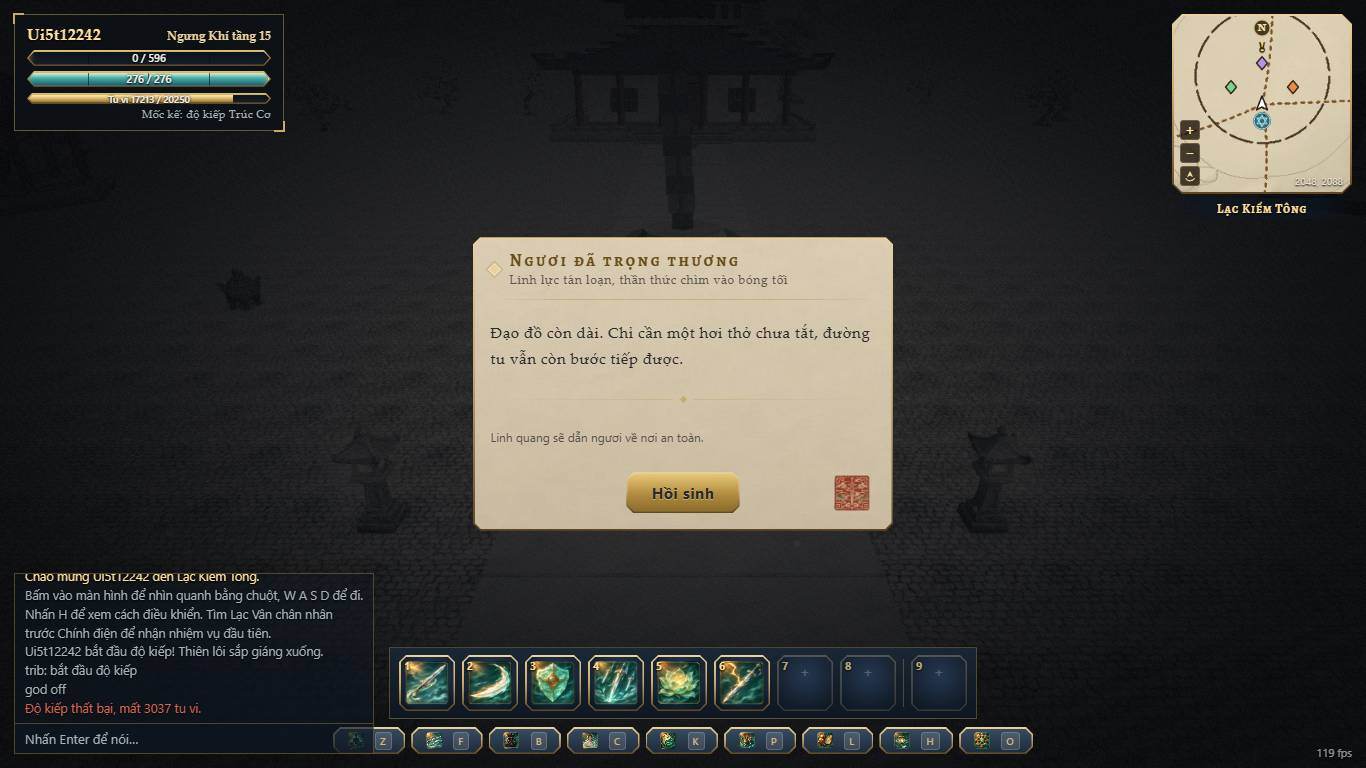 Ui5t12242
Ngưng Khí tầng 15
0 / 596
276 / 276
Tu vi 17213 / 20250
Mốc kế: độ kiếp Trúc Cơ
N
+
−
2048, 2088
Lạc Kiếm Tông
Ngươi đã trọng thương
Linh lực tán loạn, thần thức chìm vào bóng tối
Đạo đồ còn dài. Chỉ cần một hơi thở chưa tắt, đường
tu vẫn còn bước tiếp được.
Linh quang sẽ dẫn ngươi về nơi an toàn.
Hồi sinh
Chào mừng Ui5t12242 đến Lạc Kiếm Tông.
Bấm vào màn hình để nhìn quanh bằng chuột, W A S D để đi.
Nhấn H để xem cách điều khiển. Tìm Lạc Vân chân nhân
trước Chính điện để nhận nhiệm vụ đầu tiên.
Ui5t12242 bắt đầu độ kiếp! Thiên lôi sắp giáng xuống.
trib: bắt đầu độ kiếp
god off
Độ kiếp thất bại, mất 3037 tu vi.
Nhấn Enter để nói...
1 2 3 4 5 6 7 8 9
+ + +
Z F B C K P L H O
119 fps